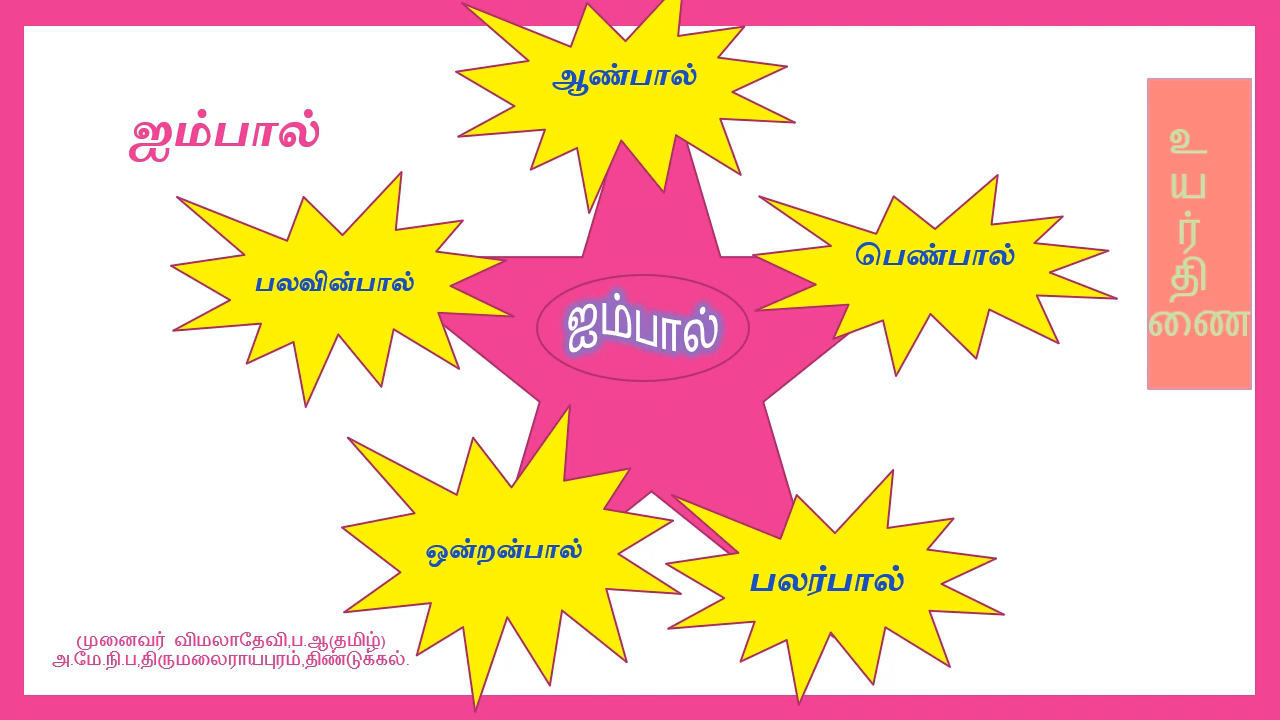 ஆண்பால்
ஐம்பால்
பெண்பால்
பலவின்பால்
ஐம்பால்
ஒன்றன்பால்
பலர்பால்
உ
ய
ர்
தி
ணை
முனைவர் விமலாதேவி,ப.ஆ(தமிழ்)
அ.மே.நி.ப,திருமலைராயபுரம்,திண்டுக்கல்.